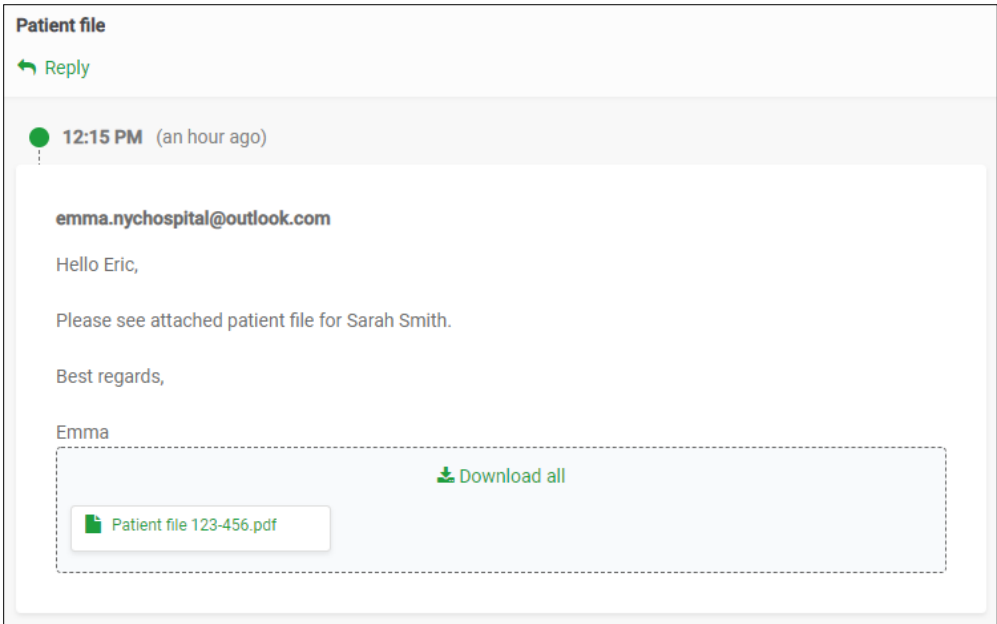 Patient file
Reply
12:15 PM (an hour ago)
emma.nychospital@outlook.com
Hello Eric,
Please see attached patient file for Sarah Smith.
Best regards,
Emma
Download all
Patient file 123-456.pdf